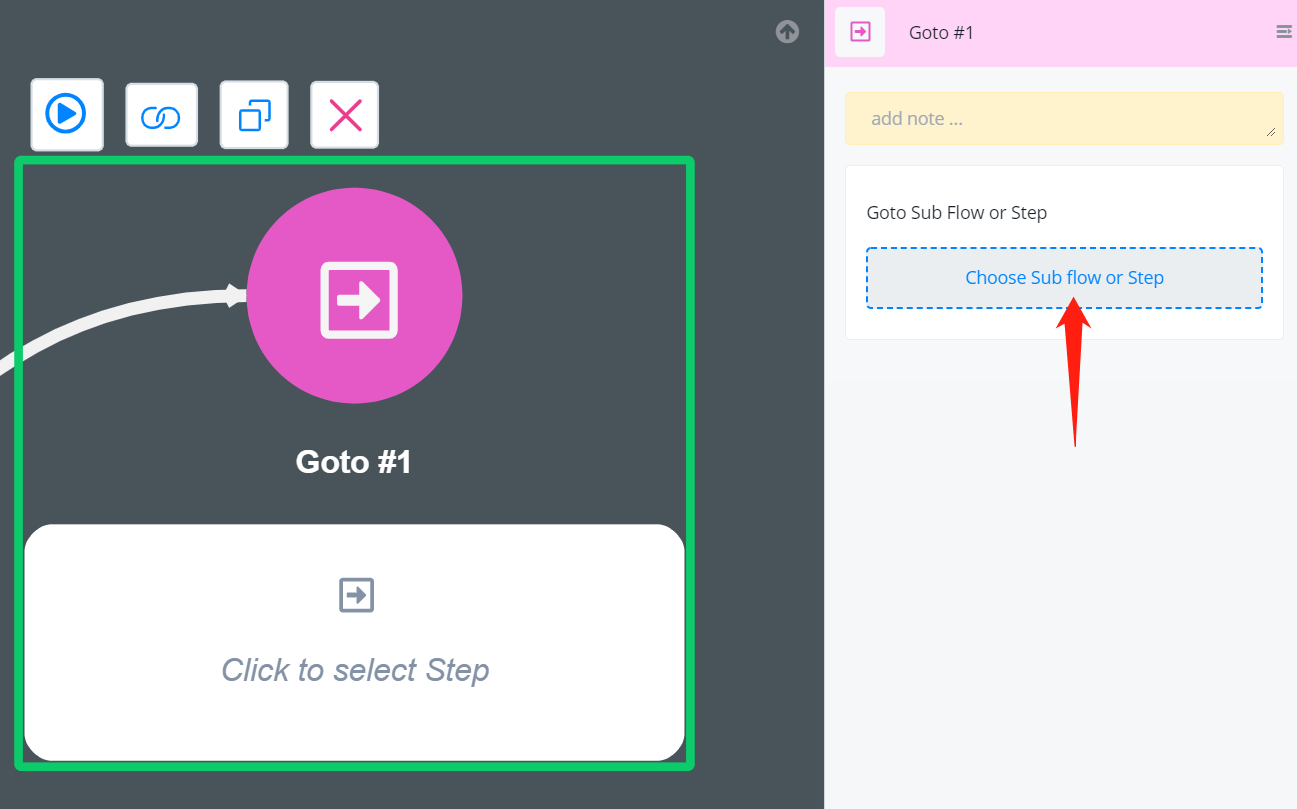 Goto #1
Click to select Step
Goto #1
add note ...
Goto Sub Flow or Step
Choose Sub flow or Step